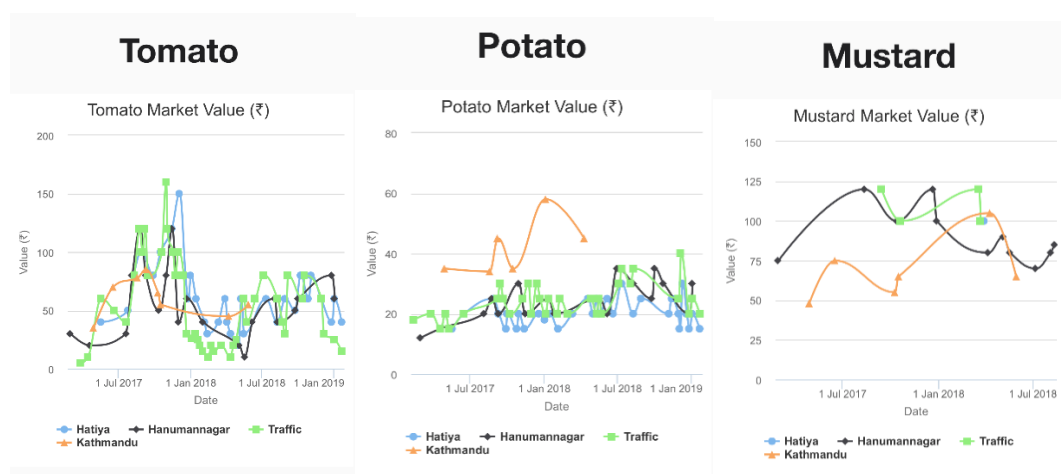 Tomato
Tomato Market Value (₹)
200
150
100
50
0
Value (₹)
1 Jul 2017
1 Jan 2018
1 Jul 2018
1 Jan 2019
Date
Hatiya
Hanumannagar
Traffic
Kathmandu
Potato
Potato Market Value (₹)
80
60
40
20
0
Value (₹)
1 Jul 2017
1 Jan 2018
1 Jul 2018
1 Jan 2019
Date
Hatiya
Hanumannagar
Traffic
Kathmandu
Mustard
Mustard Market Value (₹)
150
125
100
75
50
25
0
Value (₹)
1 Jul 2017
1 Jan 2018
1 Jul 2018
Date
Hatiya
Hanumannagar
Traffic
Kathmandu